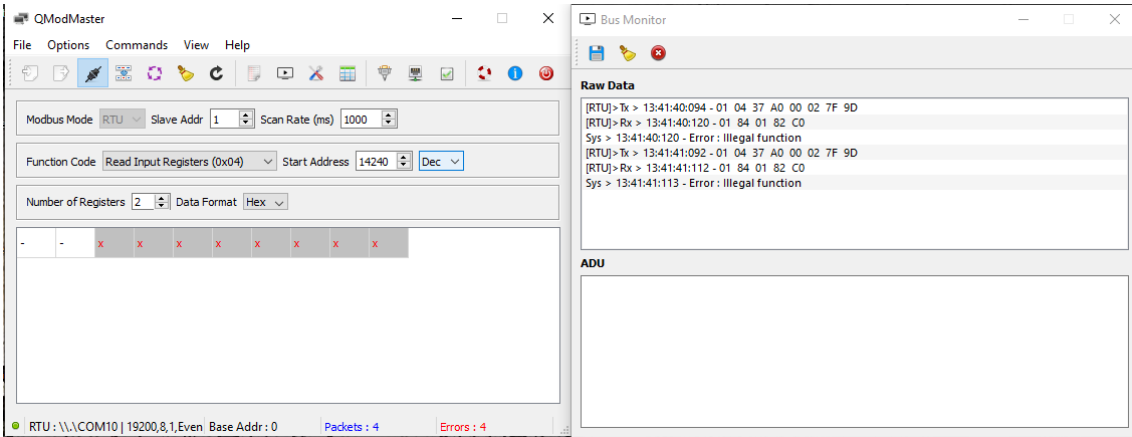 QModMaster
File Options Commands View Help
Modbus Mode RTU Slave Addr 1 Scan Rate (ms) 1000
Function Code Read Input Registers (0x04) Start Address 14240 Dec
Number of Registers 2 Data Format Hex
- - x x x x x x x x
RTU : \\.\COM10 | 19200,8,1,Even Base Addr : 0 Packets : 4 Errors : 4
Bus Monitor
Raw Data
[RTU]>Tx > 13:41:40:094 - 01 04 37 A0 00 02 7F 9D
[RTU]>Rx > 13:41:40:120 - 01 84 01 82 C0
Sys > 13:41:40:120 - Error : Illegal function
[RTU]>Tx > 13:41:41:092 - 01 04 37 A0 00 02 7F 9D
[RTU]>Rx > 13:41:41:112 - 01 84 01 82 C0
Sys > 13:41:41:113 - Error : Illegal function
ADU